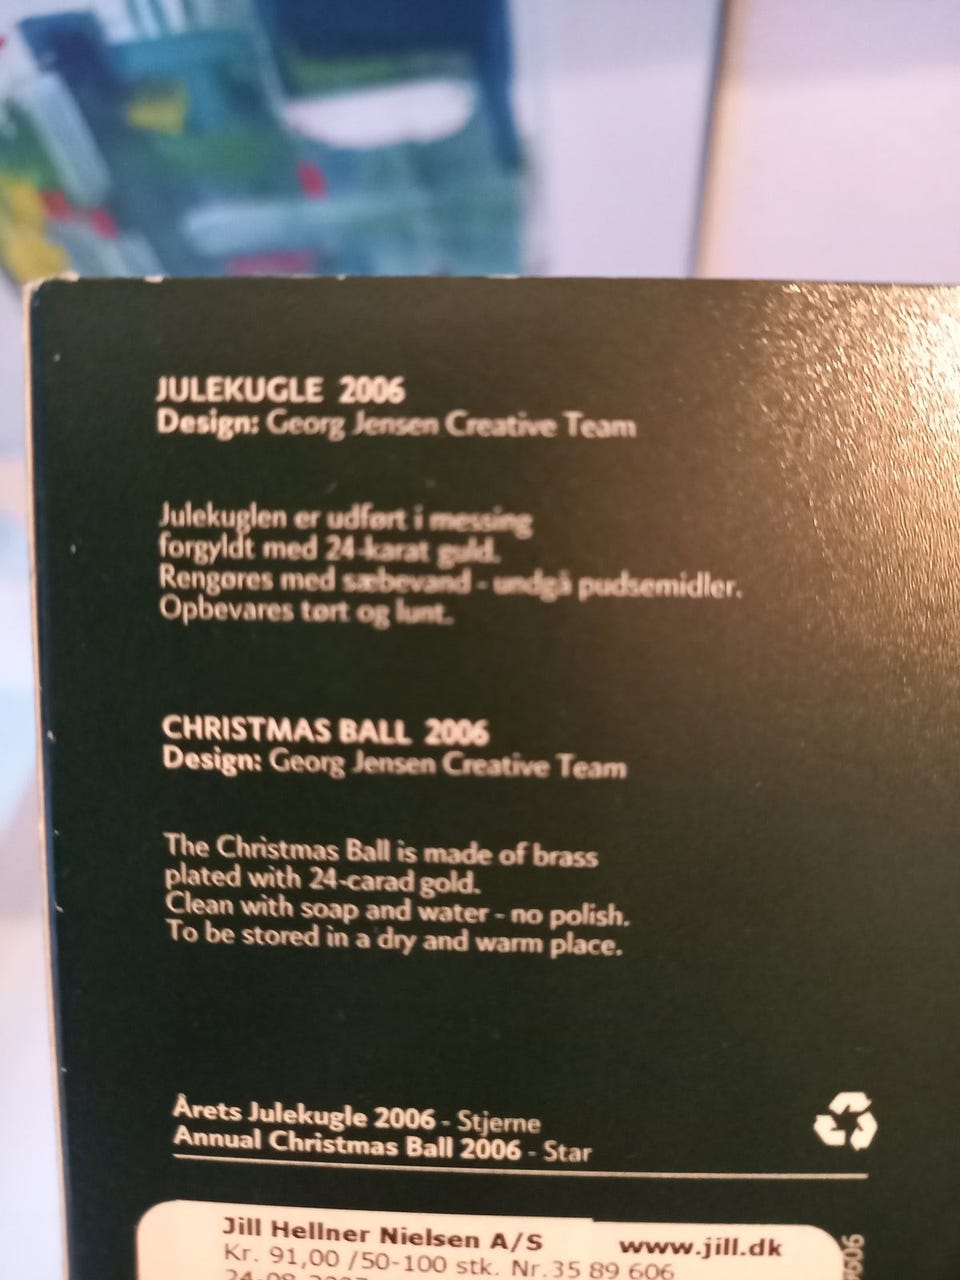 JULEKUGLE 2006
Design: Georg Jensen Creative Team
Julekuglen er udført i messing
forgyldt med 24-karat guld.
Rengøres med sæbevand - undgå pudsemidler.
Opbevares tørt og lunt.
CHRISTMAS BALL 2006
Design: Georg Jensen Creative Team
The Christmas Ball is made of brass
plated with 24-carad gold.
Clean with soap and water - no polish.
To be stored in a dry and warm place.
Årets Julekugle 2006 - Stjerne
Annual Christmas Ball 2006 - Star
Jill Hellner Nielsen A/S www.jill.dk
Kr. 91,00 /50-100 stk. Nr.35 89 606